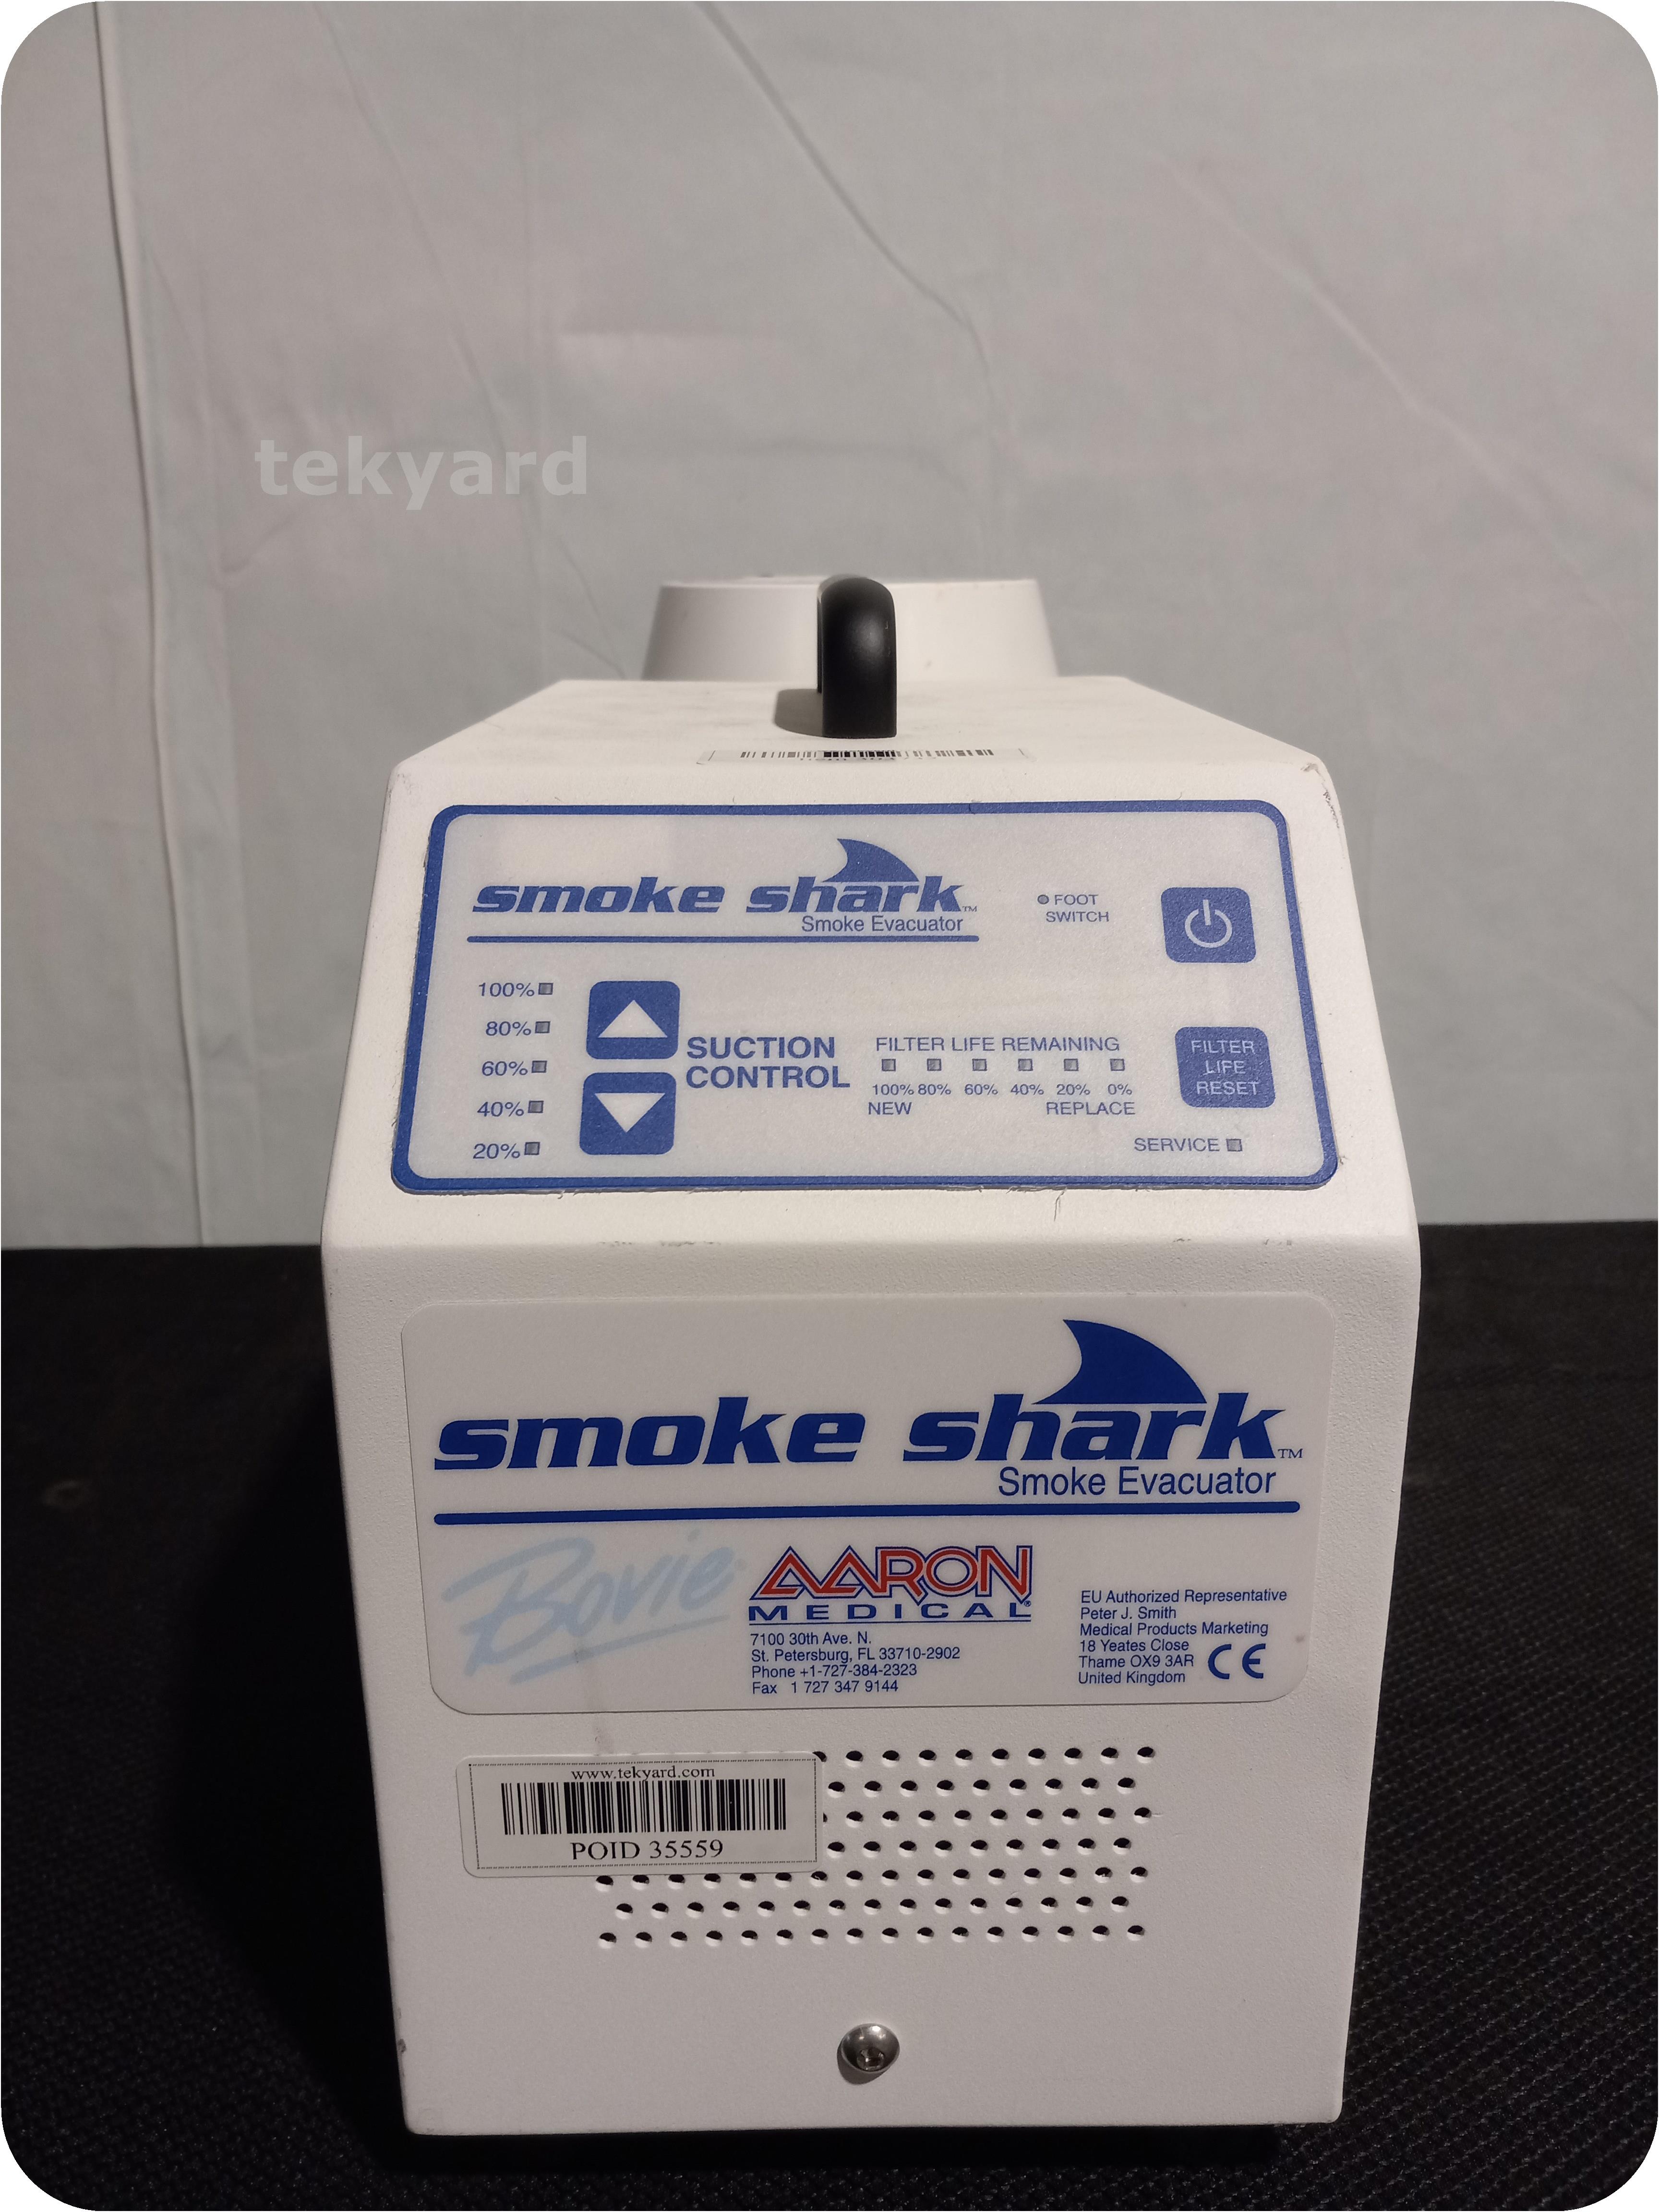 tekyard
smoke shark™
Smoke Evacuator
FOOT
SWITCH
100%
80%
60%
40%
20%
SUCTION
CONTROL
FILTER LIFE REMAINING
100% 80% 60% 40% 20% 0%
NEW REPLACE
FILTER
LIFE
RESET
SERVICE
smoke shark™
Smoke Evacuator
Bovie
AARON
MEDICAL®
7100 30th Ave. N.
St. Petersburg, FL 33710-2902
Phone +1-727-384-2323
Fax 1 727 347 9144
EU Authorized Representative
Peter J. Smith
Medical Products Marketing
18 Yeates Close
Thame OX9 3AR
United Kingdom
CE
www.tekyard.com
POID 35559